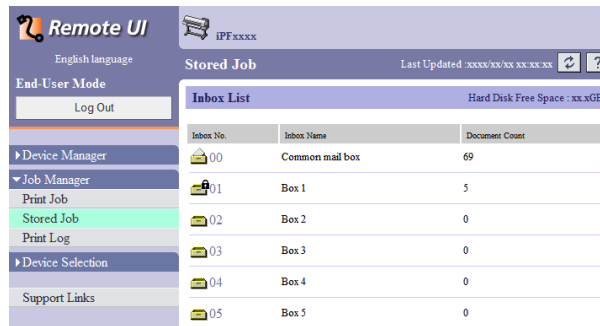 Remote UI
English language
End-User Mode
Log Out
Device Manager
Job Manager
Print Job
Stored Job
Print Log
Device Selection
Support Links
iPFxxxx
Stored Job
Last Updated :xxxx/xx/xx xx:xx:xx
?
Inbox List
Hard Disk Free Space : xx.xGB
Inbox No. Inbox Name Document Count
00 Common mail box 69
01 Box 1 5
02 Box 2 0
03 Box 3 0
04 Box 4 0
05 Box 5 0